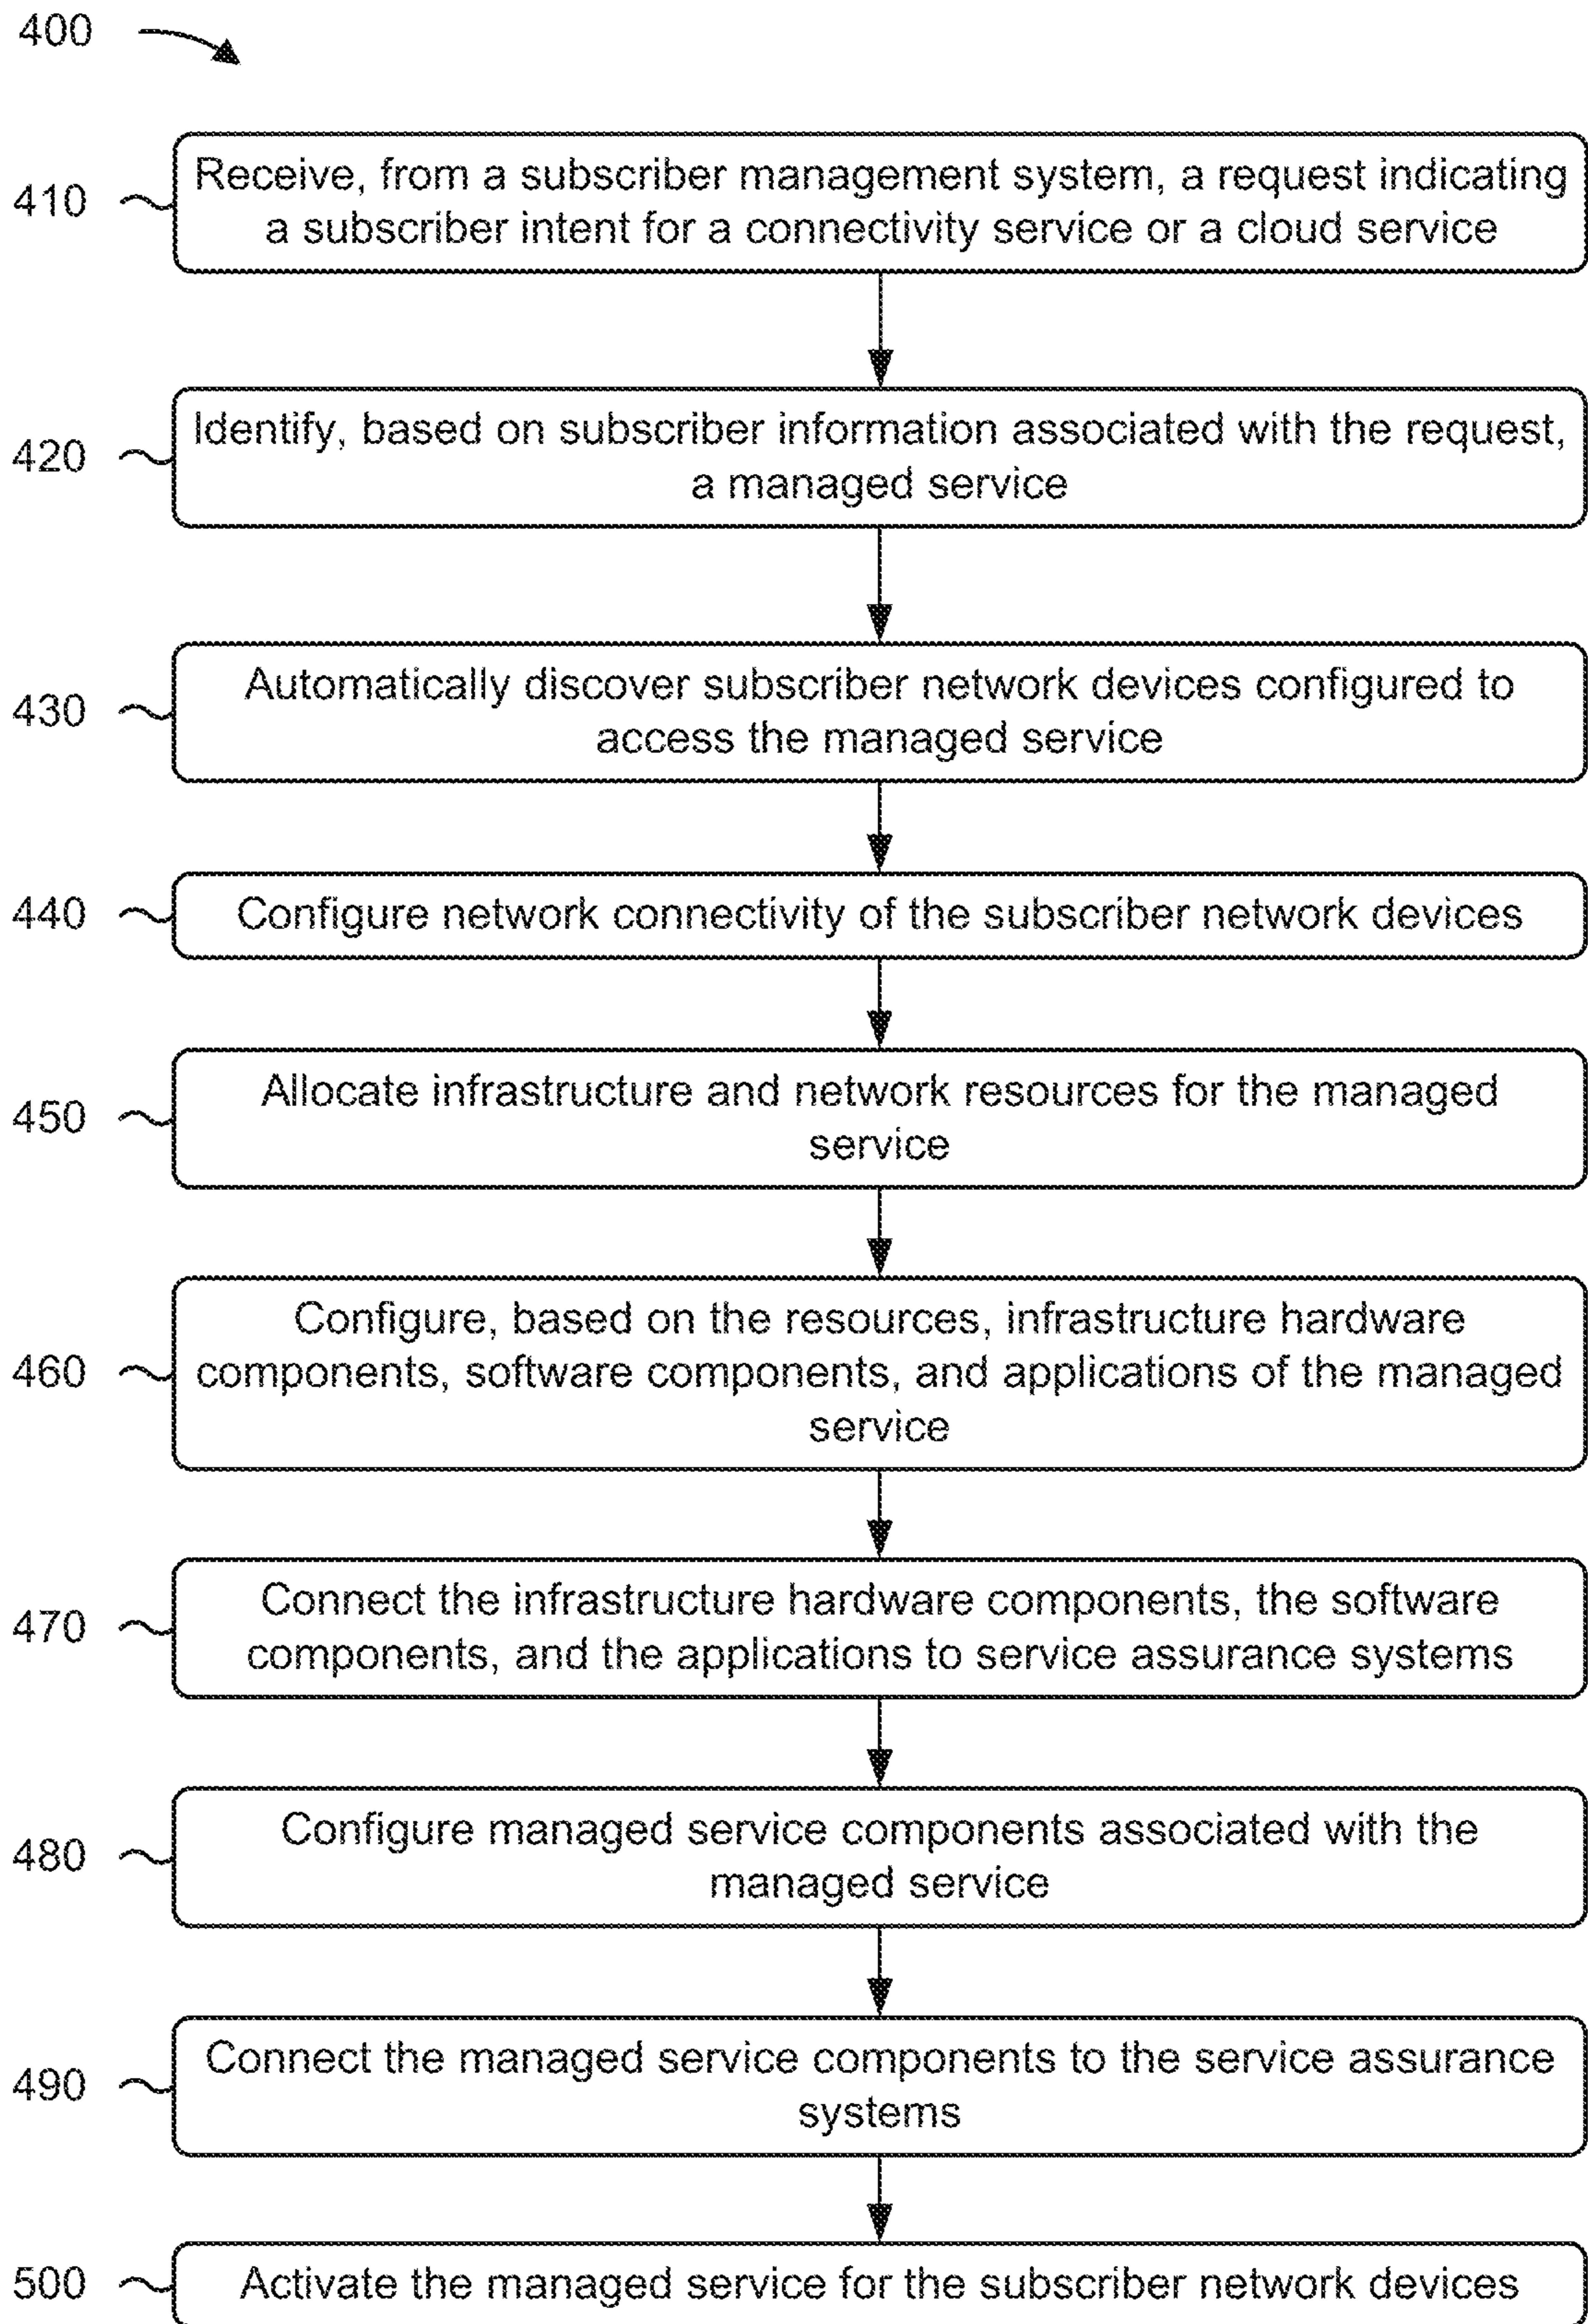 400
410
Receive, from a subscriber management system, a request indicating
a subscriber intent for a connectivity service or a cloud service
420
Identify, based on subscriber information associated with the request,
a managed service
430
Automatically discover subscriber network devices configured to
access the managed service
440
Configure network connectivity of the subscriber network devices
450
Allocate infrastructure and network resources for the managed
service
460
Configure, based on the resources, infrastructure hardware
components, software components, and applications of the managed
service
470
Connect the infrastructure hardware components, the software
components, and the applications to service assurance systems
480
Configure managed service components associated with the
managed service
490
Connect the managed service components to the service assurance
systems
500
Activate the managed service for the subscriber network devices